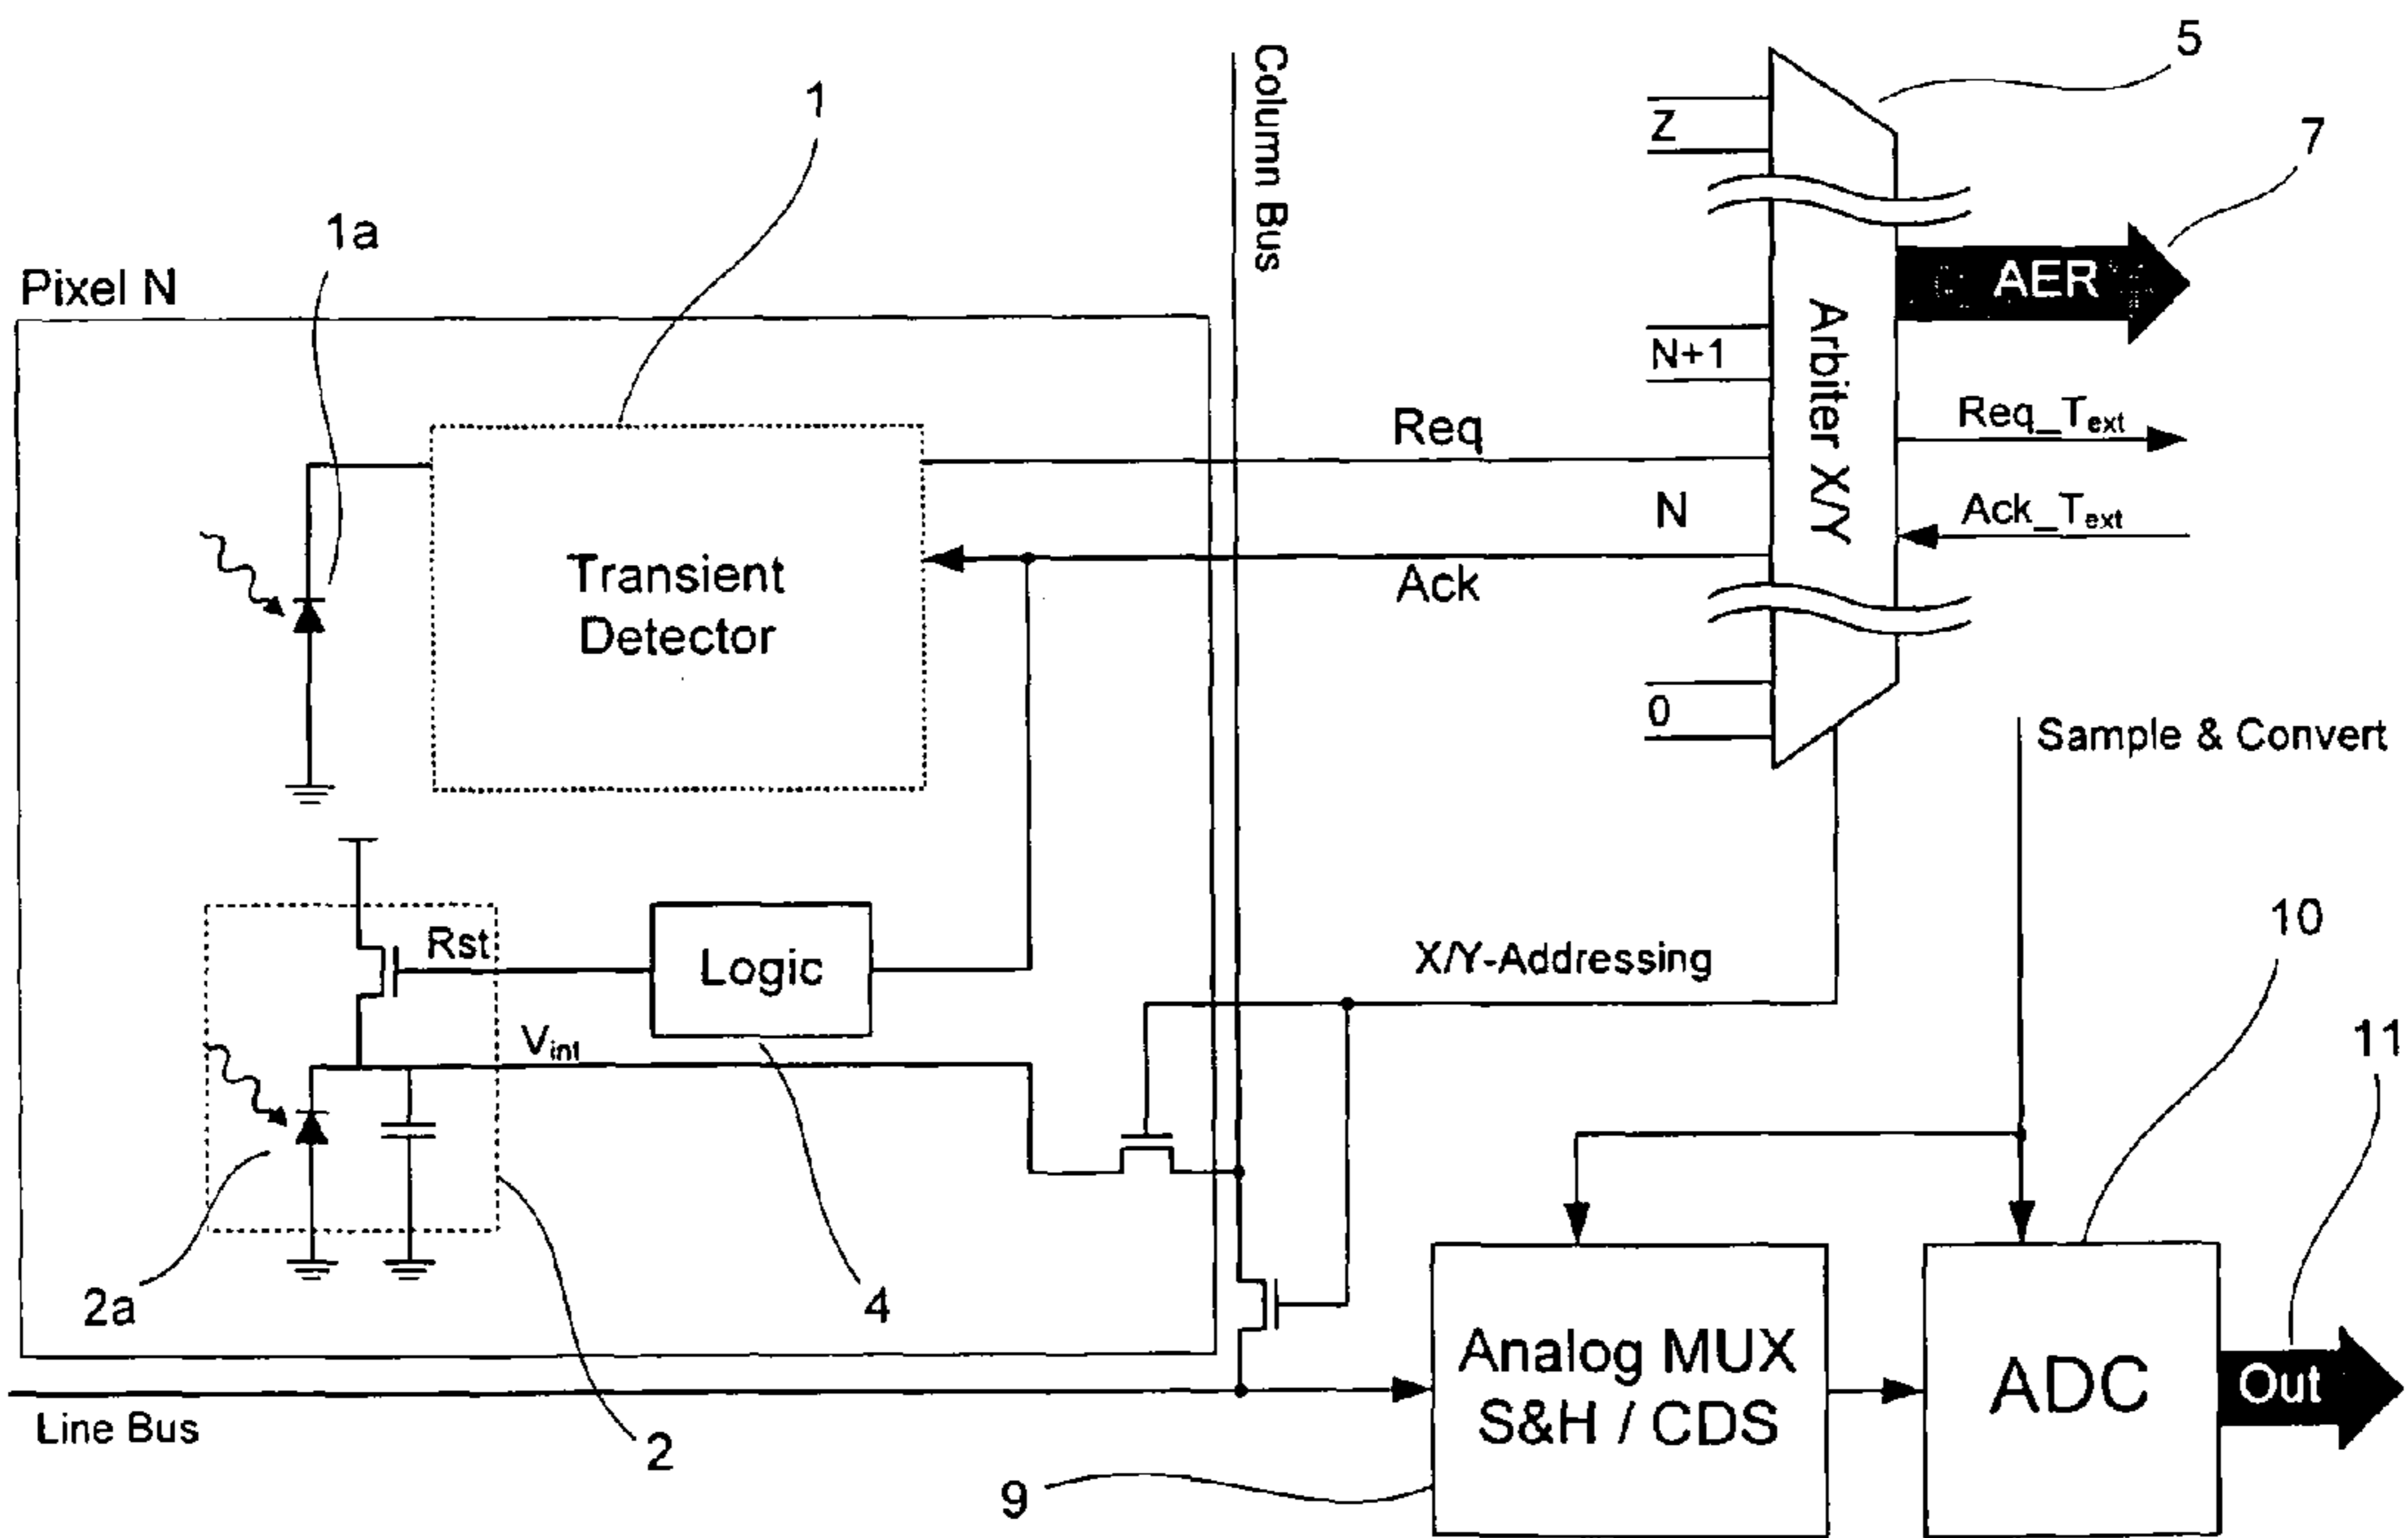 5
Column Bus
1
Z
7
1a
AER
Pixel N
Arbiter X/Y
N+1
Req
Req_Text
N
Ack_Text
Ack
Transient
Detector
0
Sample & Convert
10
Rst
Logic
X/Y-Addressing
11
Vint
2a
4
Analog MUX
S&H / CDS
ADC
Out
Line Bus
2
9